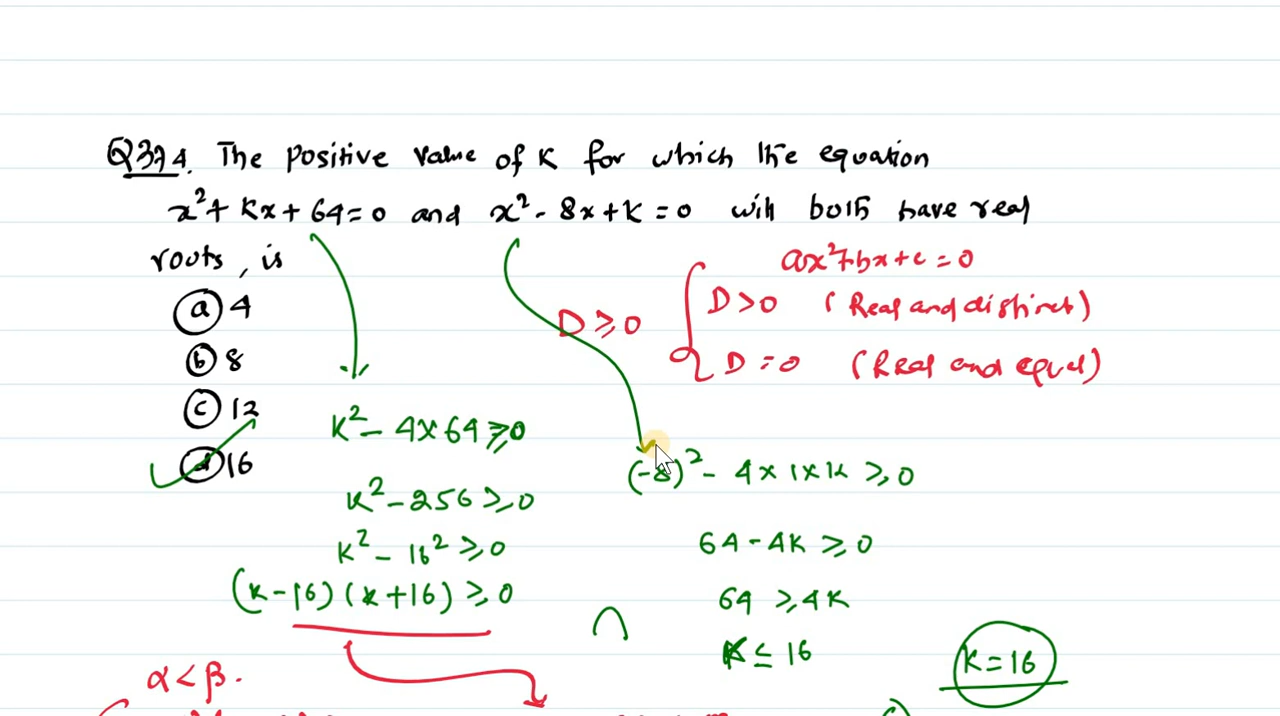 Q374. The positive value of K for which the equation
x²+ Kx + 64=0 and x² - 8x+K=0 will both have real
roots, is
ax²+bx+c=0
(a) 4
D>0 (Real and distinct)
D≥0
(b) 8
D=0 (Real and equal)
(c) 12
K² - 4×64≥0
(d) 16
(-8)² - 4×1×K ≥0
K²-256≥0
K² - 16² ≥0
64-4K ≥0
(K-16)(K+16) ≥0
64 ≥4K
∩
K ≤ 16
K=16
α<β.